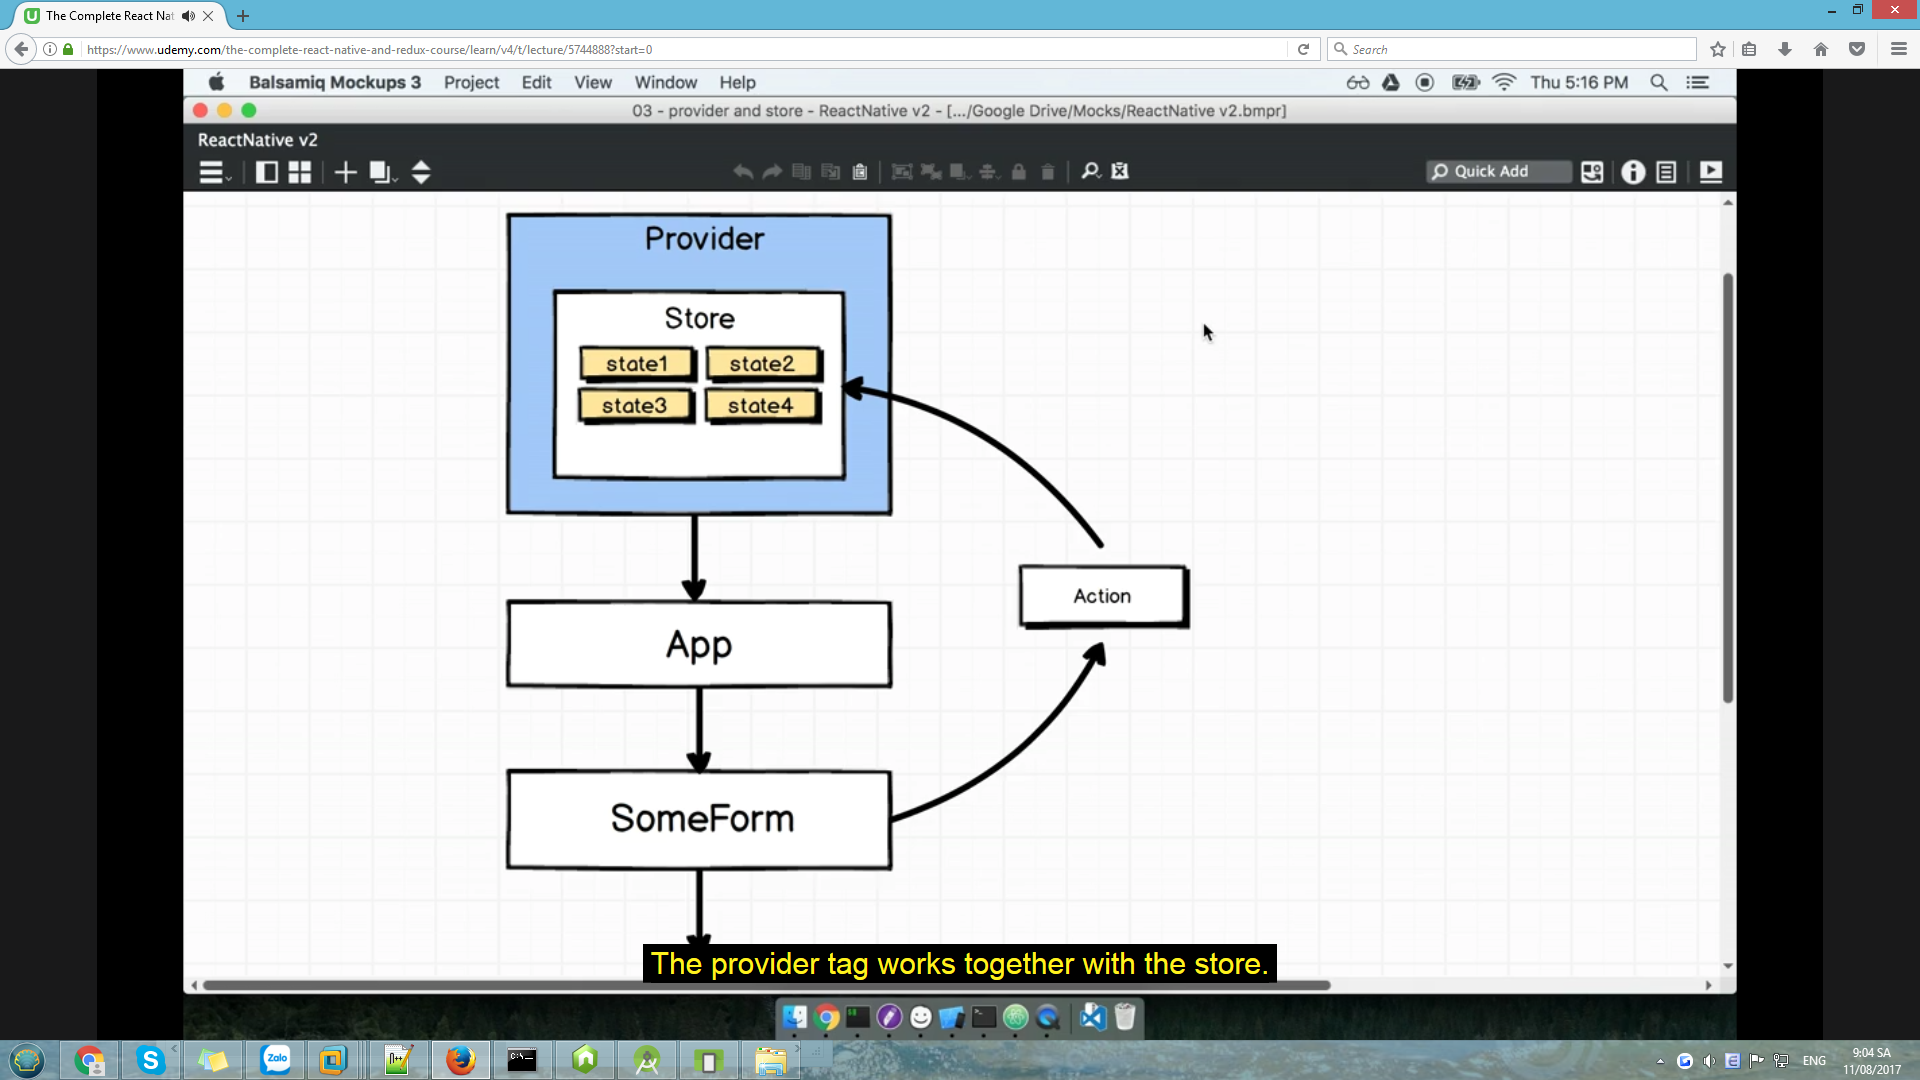 The Complete React Nat
https://www.udemy.com/the-complete-react-native-and-redux-course/learn/v4/t/lecture/5744888?start=0
Search
Balsamiq Mockups 3 Project Edit View Window Help
Thu 5:16 PM
03 - provider and store - ReactNative v2 - [.../Google Drive/Mocks/ReactNative v2.bmpr]
ReactNative v2
Quick Add
Provider
Store
state1 state2
state3 state4
Action
App
SomeForm
The provider tag works together with the store.
Zalo
ENG
9:04 SA
11/08/2017